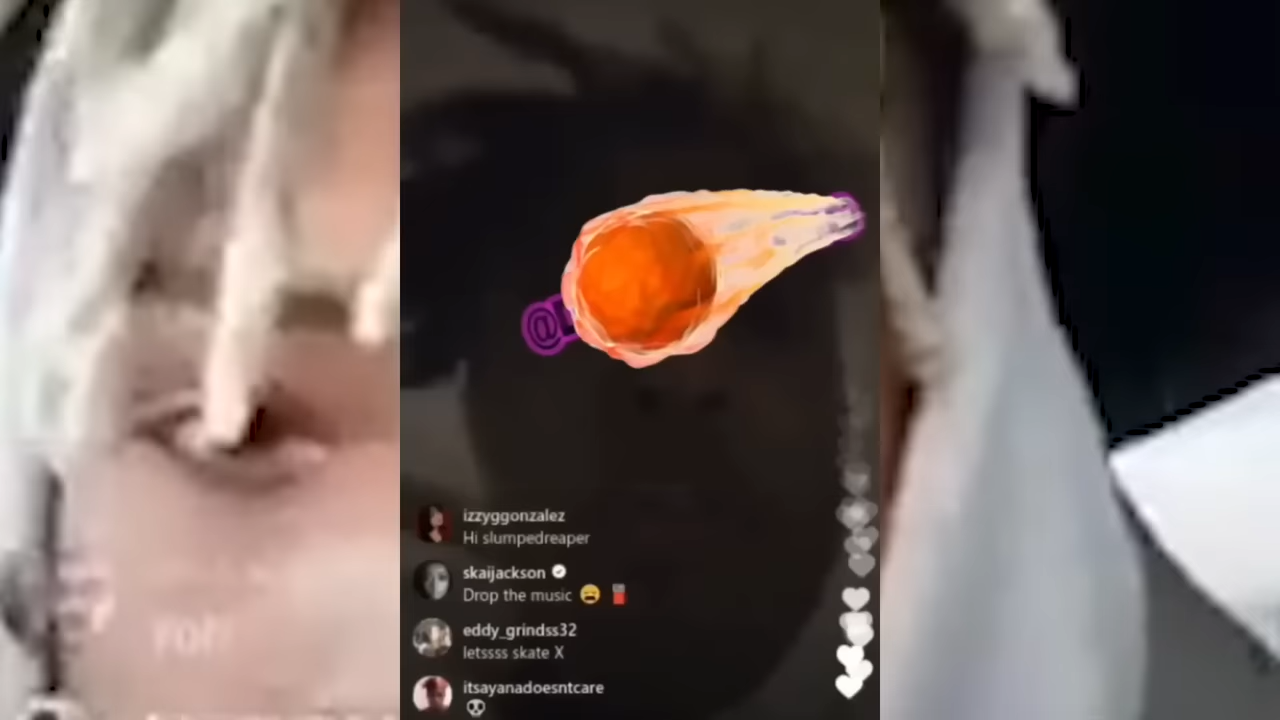 @
izzyggonzalez
Hi slumpedreaper
skaijackson
Drop the music 😩
eddy_grindss32
letssss skate X
itsayanadoesntcare
💀